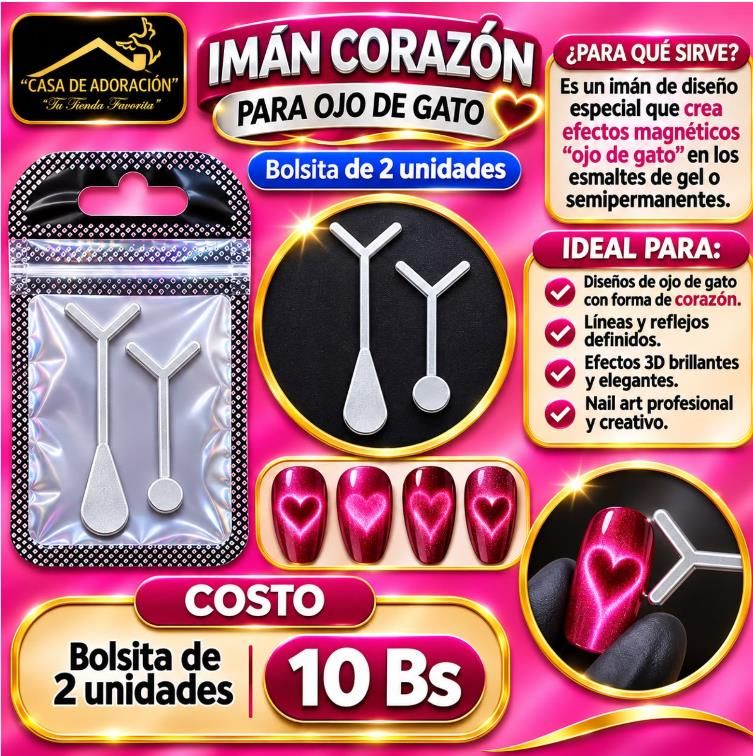 "CASA DE ADORACIÓN"
"Tu Tienda Favorita"
IMÁN CORAZÓN
PARA OJO DE GATO
Bolsita de 2 unidades
¿PARA QUÉ SIRVE?
Es un imán de diseño
especial que crea
efectos magnéticos
"ojo de gato" en los
esmaltes de gel o
semipermanentes.
IDEAL PARA:
Diseños de ojo de gato
con forma de corazón.
Líneas y reflejos
definidos.
Efectos 3D brillantes
y elegantes.
Nail art profesional
y creativo.
COSTO
Bolsita de
2 unidades
10 Bs